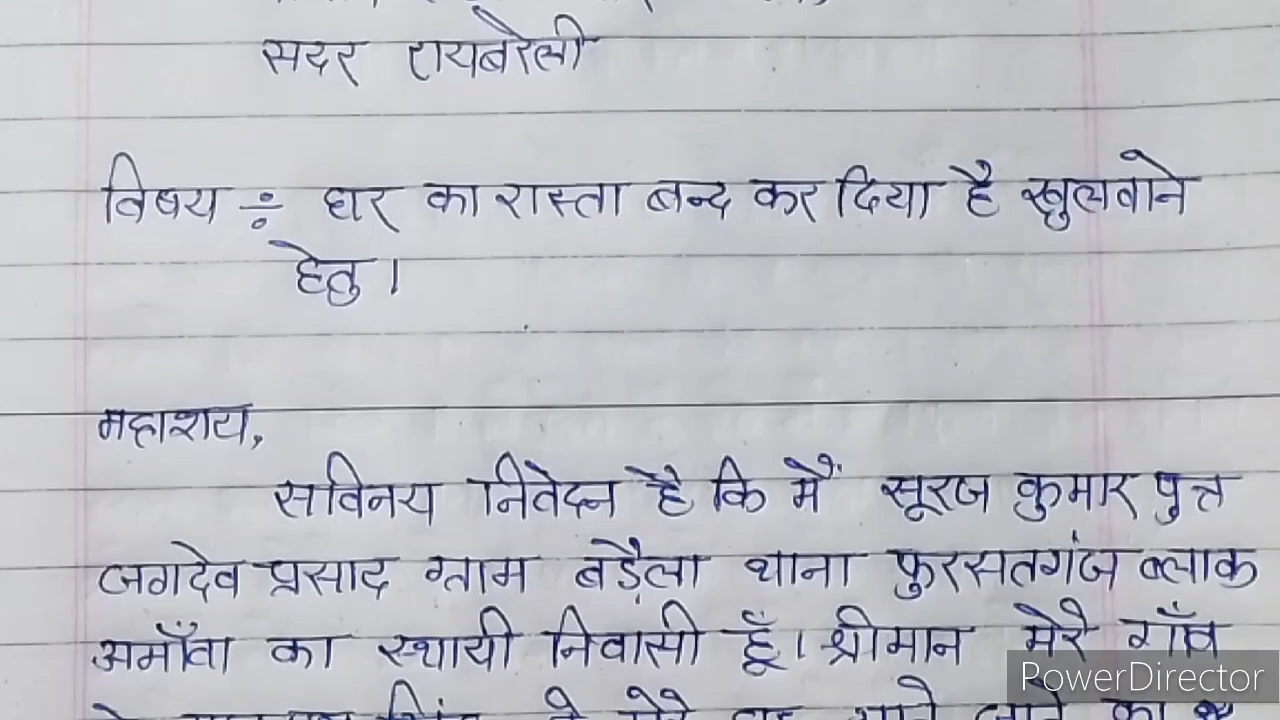 सदर रायबरेली
विषय ÷ घर का रास्ता बन्द कर दिया है खुलवाने
हेतु।
महाशय,
सविनय निवेदन है कि मैं सूरज कुमार पुत्र
जगदेव प्रसाद ग्राम बड़ैला थाना फुरसतगंज ब्लाक
अमाँवा का स्थायी निवासी हूँ। श्रीमान मेरे गाँव
PowerDirector